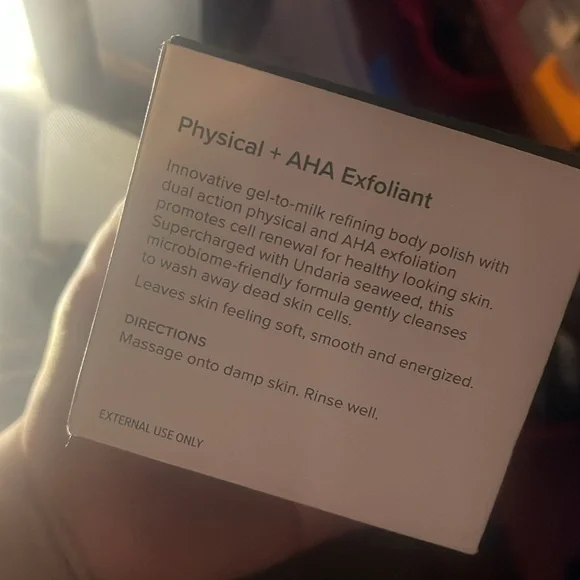 Physical + AHA Exfoliant
Innovative gel-to-milk refining body polish with
dual action physical and AHA exfoliation
promotes cell renewal for healthy looking skin.
Supercharged with Undaria seaweed, this
microbiome-friendly formula gently cleanses
to wash away dead skin cells.
Leaves skin feeling soft, smooth and energized.
DIRECTIONS
Massage onto damp skin. Rinse well.
EXTERNAL USE ONLY